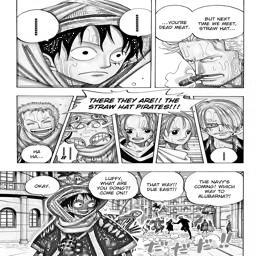 BUT NEXT
TIME WE MEET,
STRAW
HAT...
...YOU'RE
DEAD
MEAT.
THERE THEY ARE!! THE
STRAW HAT PIRATES!!!
!
!!
HA
HA...
THE NAVY'S
COMING! WHICH
WAY TO
ALUBARNA?!
THAT
WAY!! DUE
EAST!!
LUFFY,
WHAT ARE
YOU DOING?!
COME ON!!
OKAY.